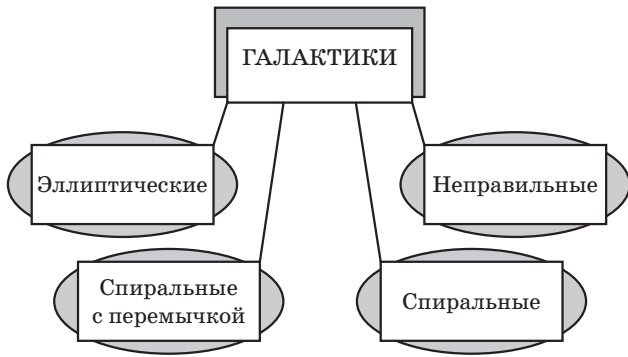 ГАЛАКТИКИ
Эллиптические
Неправильные
Спиральные
с перемычкой
Спиральные